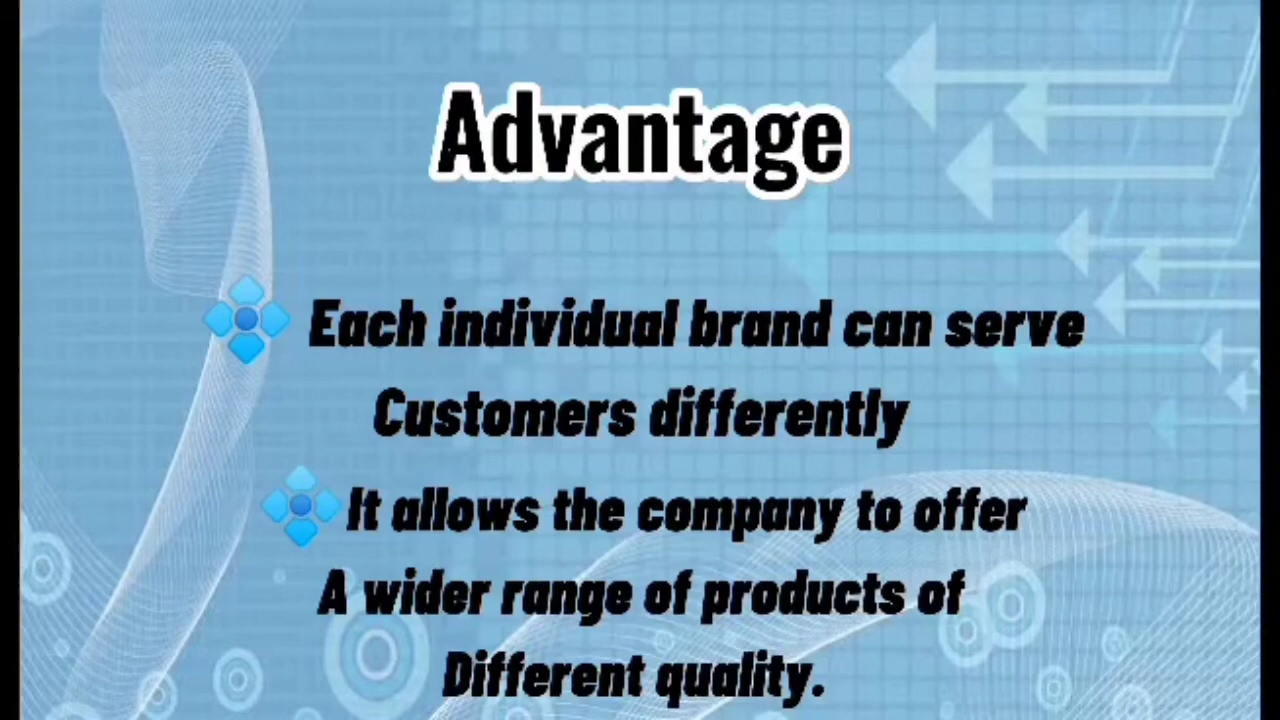 Advantage
Each individual brand can serve
Customers differently
It allows the company to offer
A wider range of products of
Different quality.